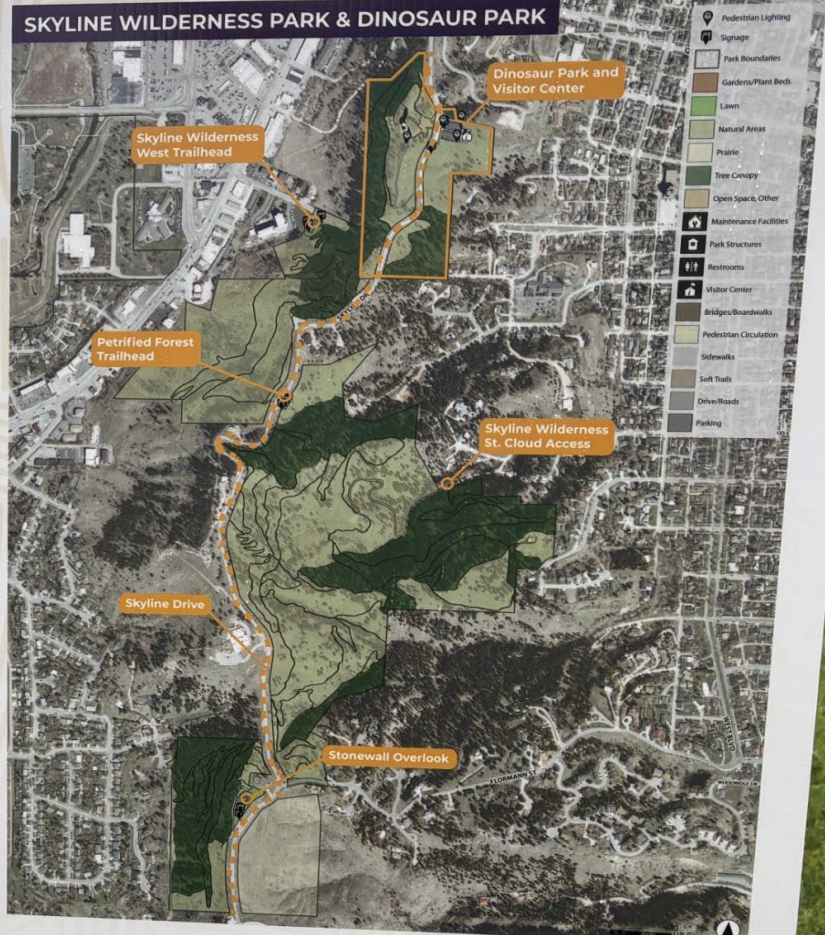 SKYLINE WILDERNESS PARK & DINOSAUR PARK
Pedestrian Lighting
Signage
Park Boundaries
Gardens/Plant Beds
Lawn
Natural Areas
Prairie
Tree Canopy
Open Space, Other
Maintenance Facilities
Park Structures
Restrooms
Visitor Center
Bridges/Boardwalks
Pedestrian Circulation
Sidewalks
Soft Trails
Drive/Roads
Parking
Dinosaur Park and
Visitor Center
Skyline Wilderness
West Trailhead
Petrified Forest
Trailhead
Skyline Wilderness
St. Cloud Access
Skyline Drive
Stonewall Overlook
FLORMANN ST
WEST BLVD